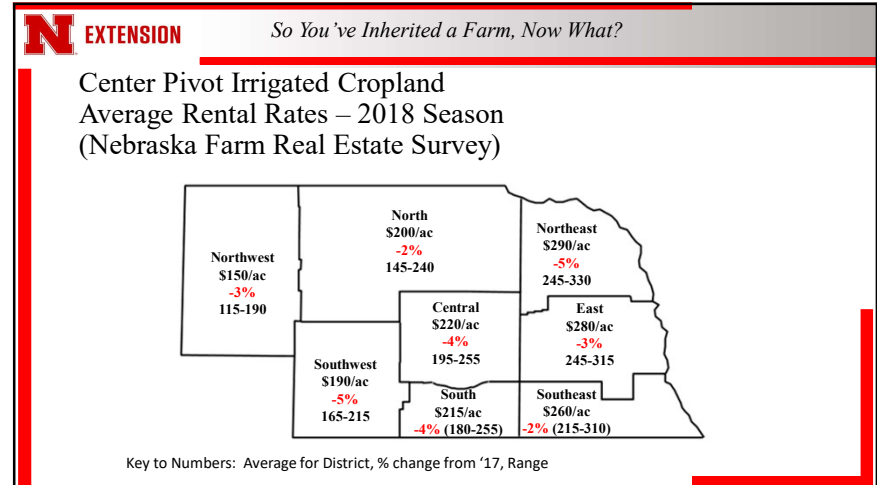 N EXTENSION
So You’ve Inherited a Farm, Now What?
Center Pivot Irrigated Cropland
Average Rental Rates – 2018 Season
(Nebraska Farm Real Estate Survey)
Northwest
$150/ac
-3%
115-190
North
$200/ac
-2%
145-240
Northeast
$290/ac
-5%
245-330
Central
$220/ac
-4%
195-255
East
$280/ac
-3%
245-315
Southwest
$190/ac
-5%
165-215
South
$215/ac
-4% (180-255)
Southeast
$260/ac
-2% (215-310)
Key to Numbers: Average for District, % change from ‘17, Range